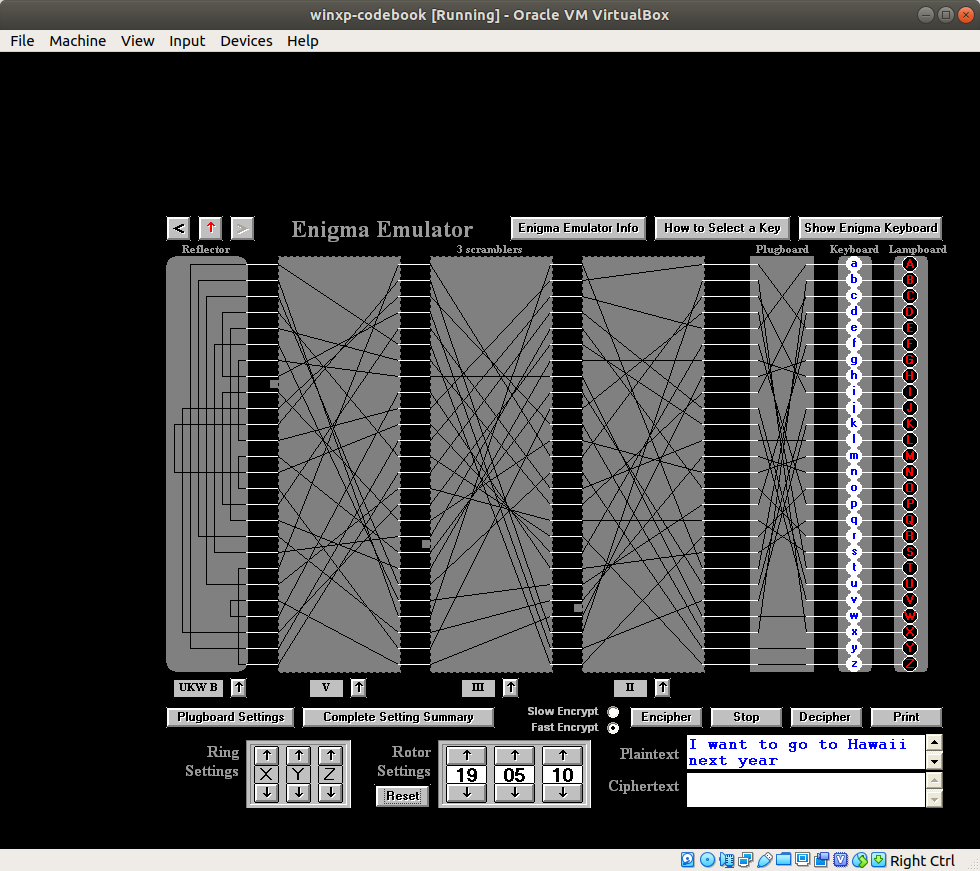 winxp-codebook [Running] - Oracle VM VirtualBox
File Machine View Input Devices Help
< ↑ > Enigma Emulator Enigma Emulator Info How to Select a Key Show Enigma Keyboard
Reflector 3 scramblers Plugboard Keyboard Lampboard
a A
b B
c C
d D
e E
f F
g G
h H
i I
j J
k K
l L
m M
n N
o O
p P
q Q
r R
s S
t T
u U
v V
w W
x X
y Y
z Z
UKW B ↑ V ↑ III ↑ II ↑
Plugboard Settings Complete Setting Summary Slow Encrypt Fast Encrypt Encipher Stop Decipher Print
Ring Settings X Y Z
Rotor Settings 19 05 10
Reset
Plaintext I want to go to Hawaii
next year
Ciphertext
Right Ctrl